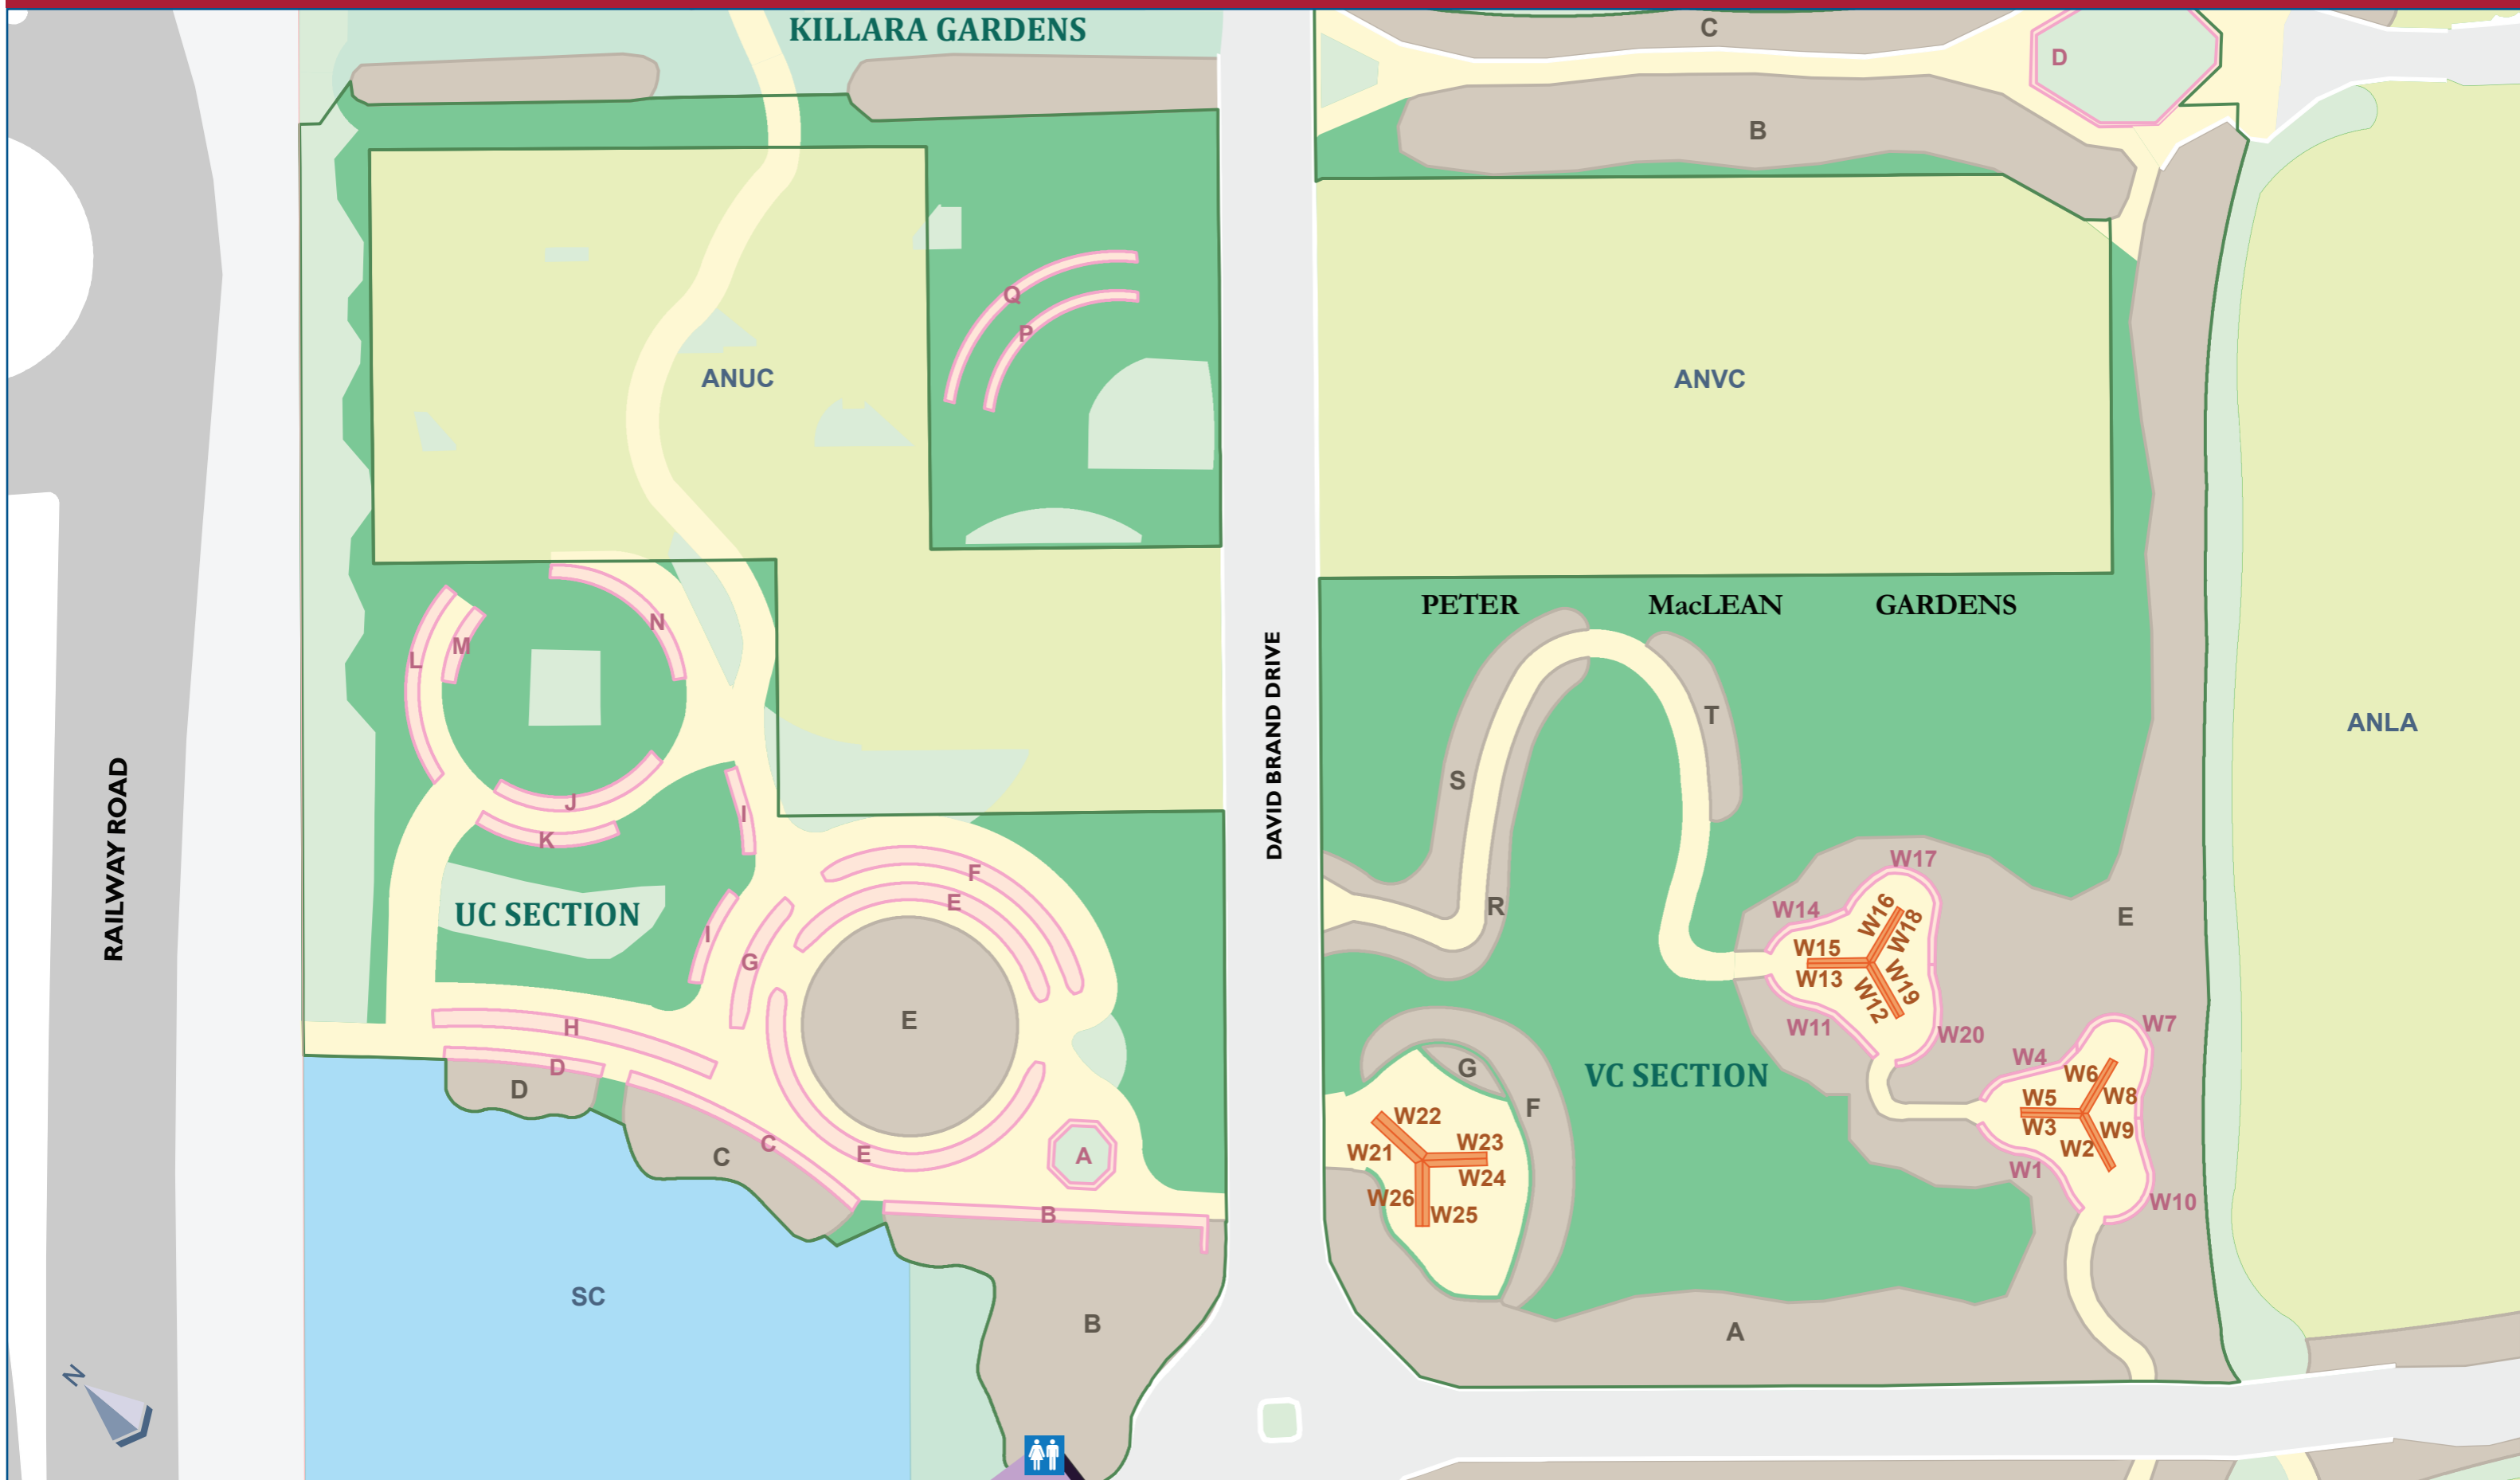 KILLARA GARDENS
C
D
B
Q
P
ANUC
ANVC
PETER MacLEAN GARDENS
N
M
L
S
T
ANLA
J
K
I
RAILWAY ROAD
DAVID BRAND DRIVE
UC SECTION
F
E
I
G
R
W17
W14
W16
W18
W15
W13
W19
W12
W11
W20
E
E
H
D
D
C
C
E
A
B
VC SECTION
G
F
W7
W4
W6
W5
W8
W3
W9
W2
W1
W10
W22
W23
W21
W24
W26
W25
SC
B
A
N